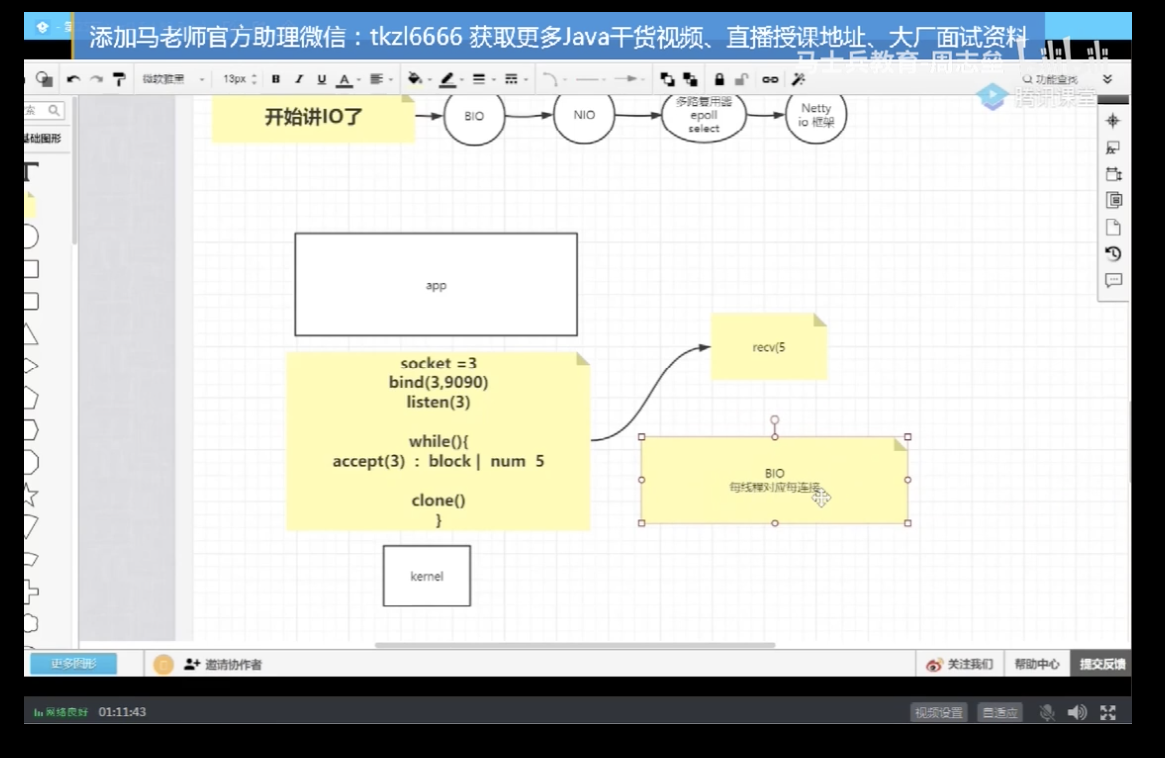 添加马老师官方助理微信：tkzl6666 获取更多Java干货视频、直播授课地址、大厂面试资料
马士兵教育-周志垒
微软雅黑
13px
B I U A
功能查找
腾讯课堂
索
基础图形
开始讲IO了
BIO
NIO
多路复用器
epoll
select
Netty
io 框架
app
socket =3
bind(3,9090)
listen(3)
while(){
accept(3) : block | num 5
clone()
}
recv(5
BIO
每线程对应每连接
kernel
更多图形
邀请协作者
关注我们
帮助中心
提交反馈
网络良好
01:11:43
视频设置
自适应